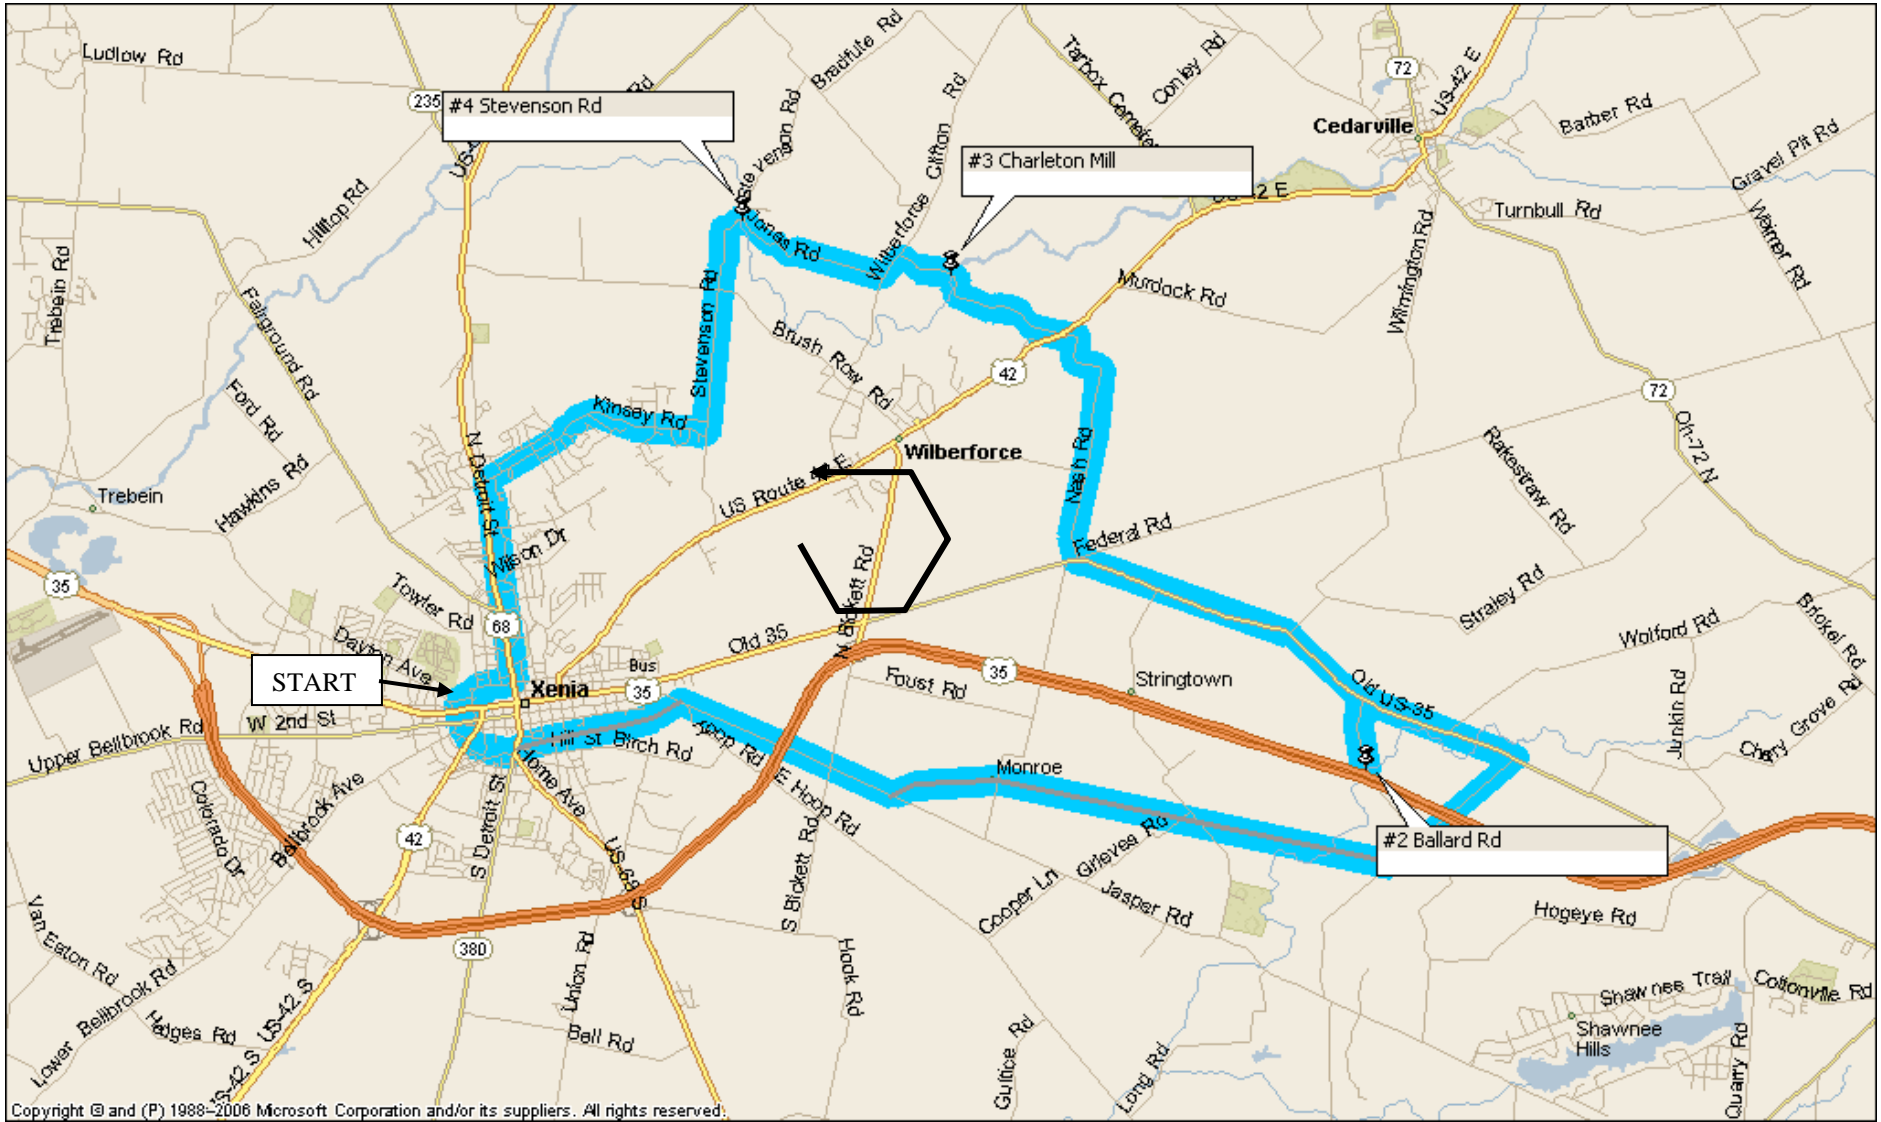 Ludlow Rd
235
Rd
Bradfute Rd
Stevenson Rd
Clifton Rd
Tarbox Cemeter
Conley Rd
72
US-42 E
Cedarville
Barber Rd
Gravel Pit Rd
#4 Stevenson Rd
#3 Charleton Mill
Turnbull Rd
Weimer Rd
Wilmington Rd
Hilltop Rd
Trebein Rd
Fairground Rd
Jones Rd
Wilberforce
Murdock Rd
Stevenson Rd
Brush Row Rd
42
72
Oh-72 N
Ford Rd
Hawkins Rd
Kinsey Rd
N Detroit St
Wilberforce
Nash Rd
Rakestraw Rd
Trebein
US Route
E
Wilson Dr
N Bickett Rd
Federal Rd
35
Towler Rd
68
Straley Rd
Brickel Rd
Wolford Rd
Dayton Ave
Old 35
START
Xenia
Bus
35
Foust Rd
35
Stringtown
Old US-35
Junkin Rd
Cherry Grove Rd
W 2nd St
Upper Bellbrook Rd
Hill St
Birch Rd
Hoop Rd
E Hoop Rd
Monroe
Home Ave
Colorado Dr
Bellbrook Ave
42
S Detroit St
US-68 S
S Bickett Rd
Grieves Rd
Cooper Ln
Jasper Rd
#2 Ballard Rd
Hogeye Rd
Van Eaton Rd
380
Union Rd
Hook Rd
Lower Bellbrook Rd
Hedges Rd
US-42 S
Bell Rd
Gultice Rd
Long Rd
Shawnee Trail
Cottonville Rd
Shawnee
Hills
Quarry Rd
Copyright © and (P) 1988–2006 Microsoft Corporation and/or its suppliers. All rights reserved.